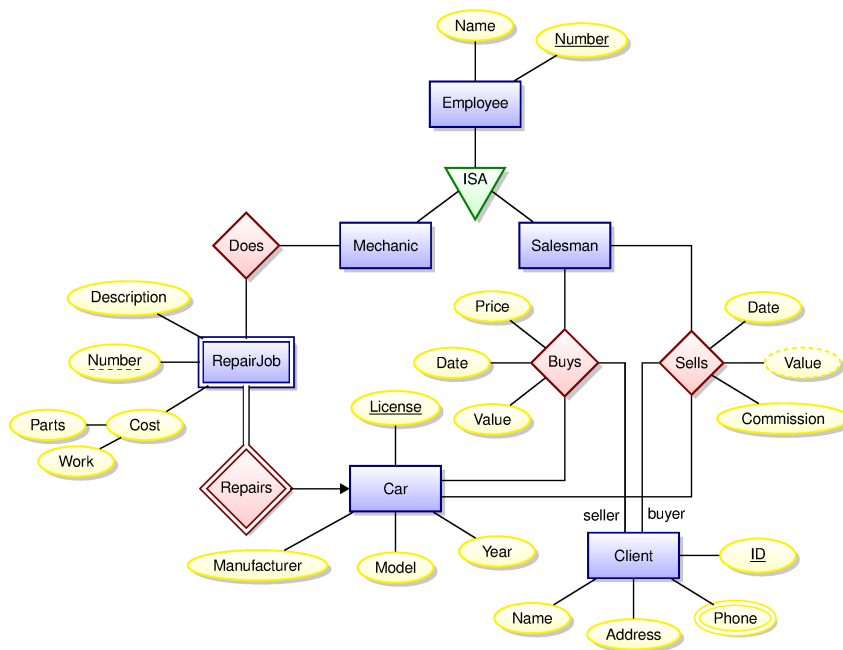 Name
Number
Employee
ISA
Does
Mechanic
Salesman
Description
Price
Date
Number
RepairJob
Date
Buys
Sells
Value
License
Value
Commission
Parts
Cost
Work
Repairs
Car
seller
buyer
Manufacturer
Model
Year
Client
ID
Name
Address
Phone